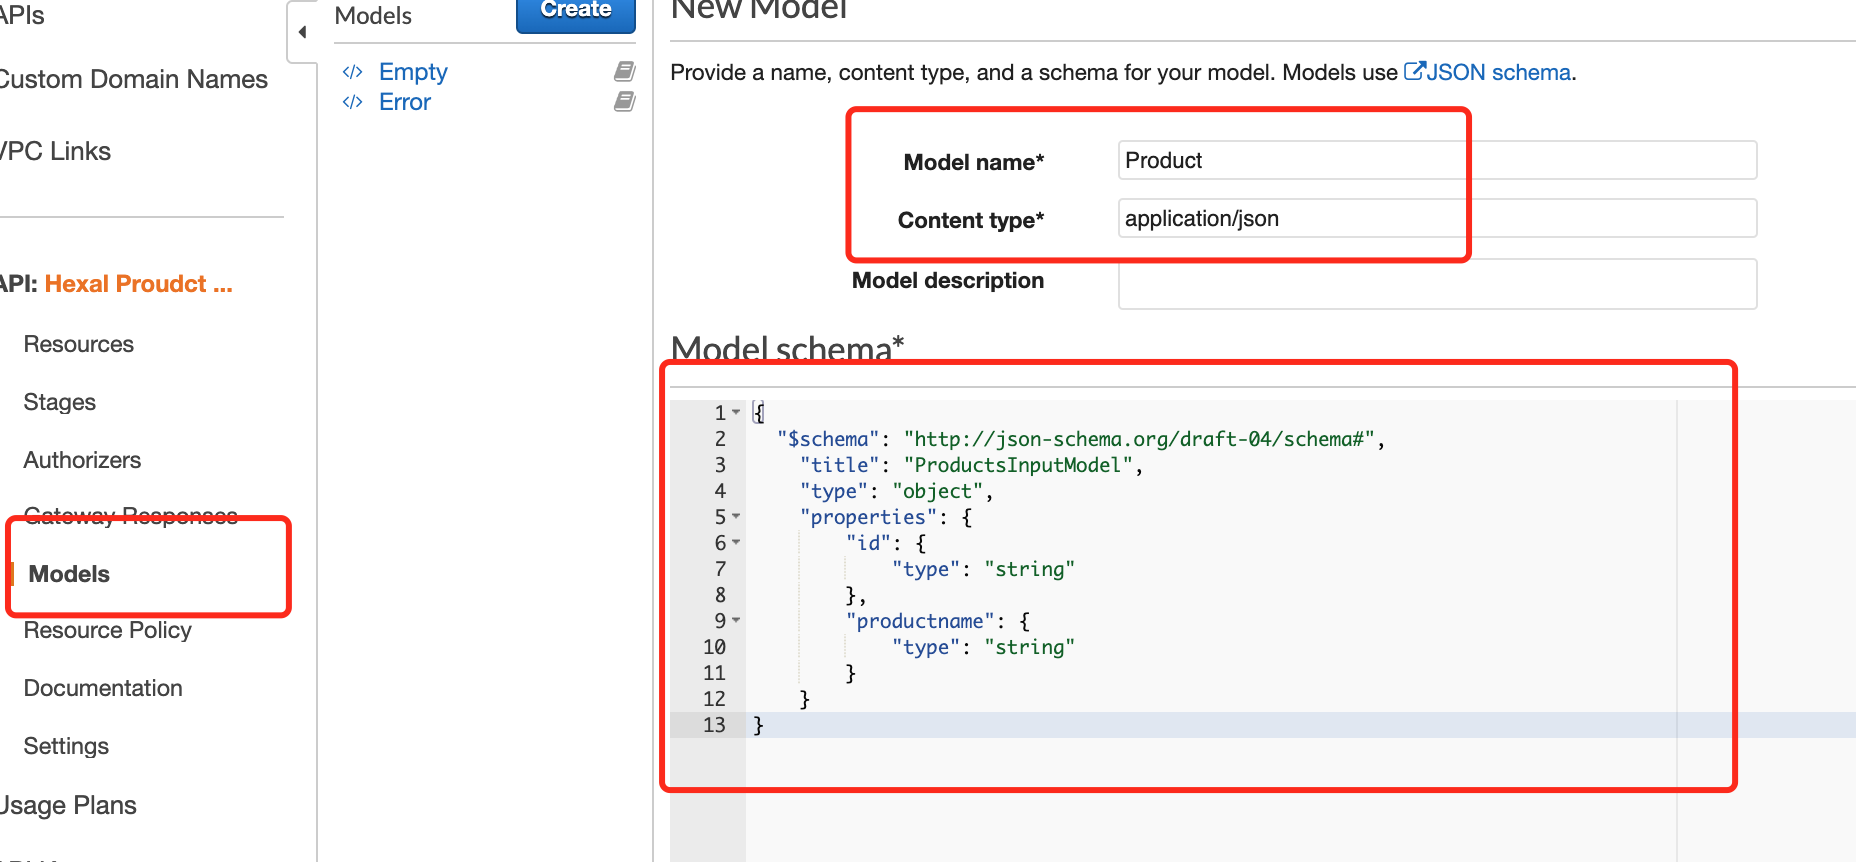 APIs
Custom Domain Names
VPC Links
API: Hexal Proudct ...
Resources
Stages
Authorizers
Gateway Responses
Models
Resource Policy
Documentation
Settings
Usage Plans
Models
Create
</> Empty
</> Error
New Model
Provide a name, content type, and a schema for your model. Models use JSON schema.
Model name* Product
Content type* application/json
Model description
Model schema*
1 {
2 "$schema": "http://json-schema.org/draft-04/schema#",
3 "title": "ProductsInputModel",
4 "type": "object",
5 "properties": {
6 "id": {
7 "type": "string"
8 },
9 "productname": {
10 "type": "string"
11 }
12 }
13 }